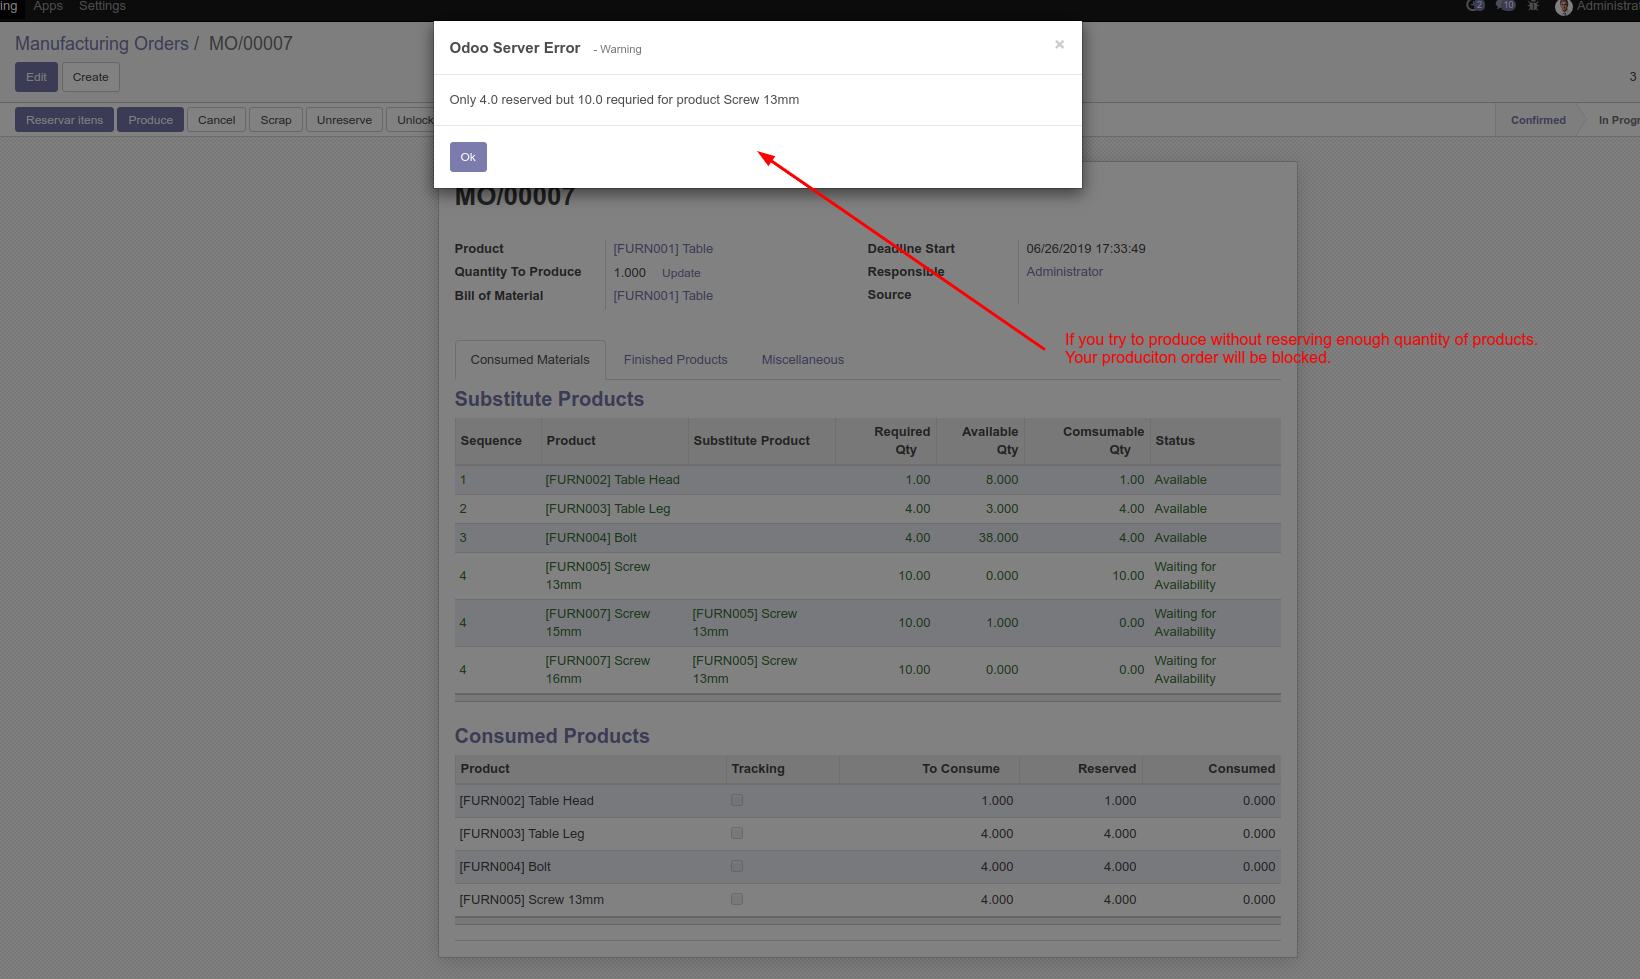 ing Apps Settings 2 10 Administra
Manufacturing Orders / MO/00007
Edit Create
3
Reservar itens Produce Cancel Scrap Unreserve Unlock
Confirmed In Progr
Odoo Server Error - Warning ×
Only 4.0 reserved but 10.0 requried for product Screw 13mm
Ok
MO/00007
Product [FURN001] Table
Quantity To Produce 1.000 Update
Bill of Material [FURN001] Table
Deadline Start 06/26/2019 17:33:49
Responsible Administrator
Source
If you try to produce without reserving enough quantity of products.
Your produciton order will be blocked.
Consumed Materials Finished Products Miscellaneous
Substitute Products
Sequence Product Substitute Product Required Qty Available Qty Comsumable Qty Status
1 [FURN002] Table Head 1.00 8.000 1.00 Available
2 [FURN003] Table Leg 4.00 3.000 4.00 Available
3 [FURN004] Bolt 4.00 38.000 4.00 Available
4 [FURN005] Screw 13mm 10.00 0.000 10.00 Waiting for Availability
4 [FURN007] Screw 15mm [FURN005] Screw 13mm 10.00 1.000 0.00 Waiting for Availability
4 [FURN007] Screw 16mm [FURN005] Screw 13mm 10.00 0.000 0.00 Waiting for Availability
Consumed Products
Product Tracking To Consume Reserved Consumed
[FURN002] Table Head 1.000 1.000 0.000
[FURN003] Table Leg 4.000 4.000 0.000
[FURN004] Bolt 4.000 4.000 0.000
[FURN005] Screw 13mm 4.000 4.000 0.000